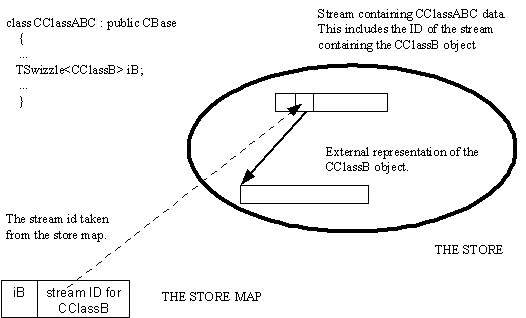 class CClassABC : public CBase
{
...
TSwizzle<CClassB> iB;
...
}
Stream containing CClassABC data.
This includes the ID of the stream
containing the CClassB object
External representation of the
CClassB object.
The stream id taken
from the store map.
THE STORE
iB
stream ID for
CClassB
THE STORE MAP